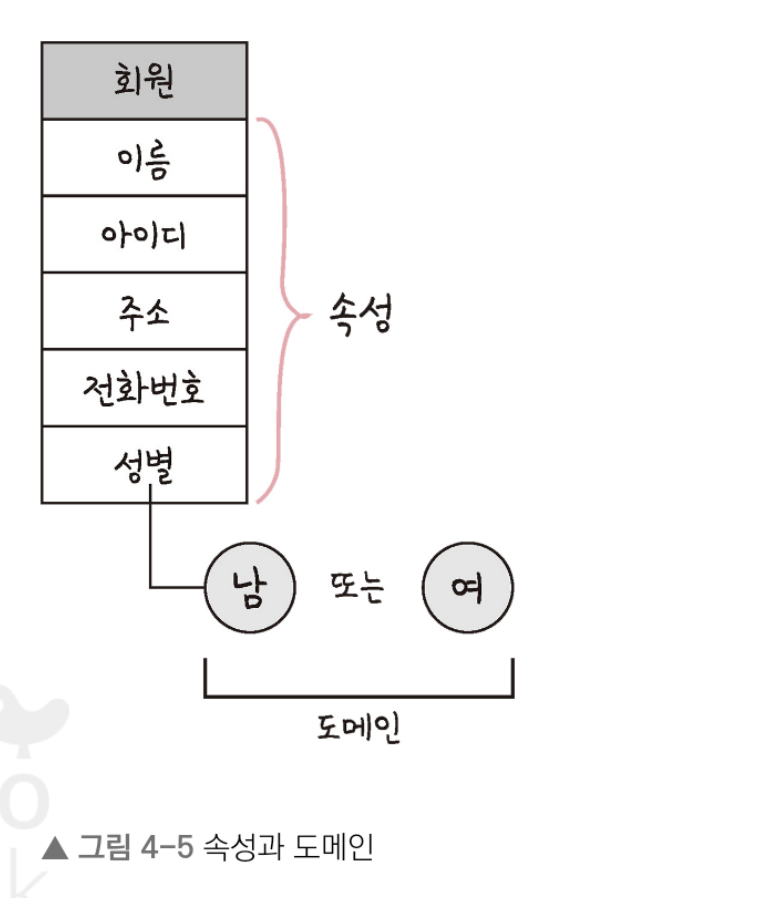 회원
이름
아이디
주소
전화번호
성별
속성
남 또는 여
도메인
▲ 그림 4-5 속성과 도메인